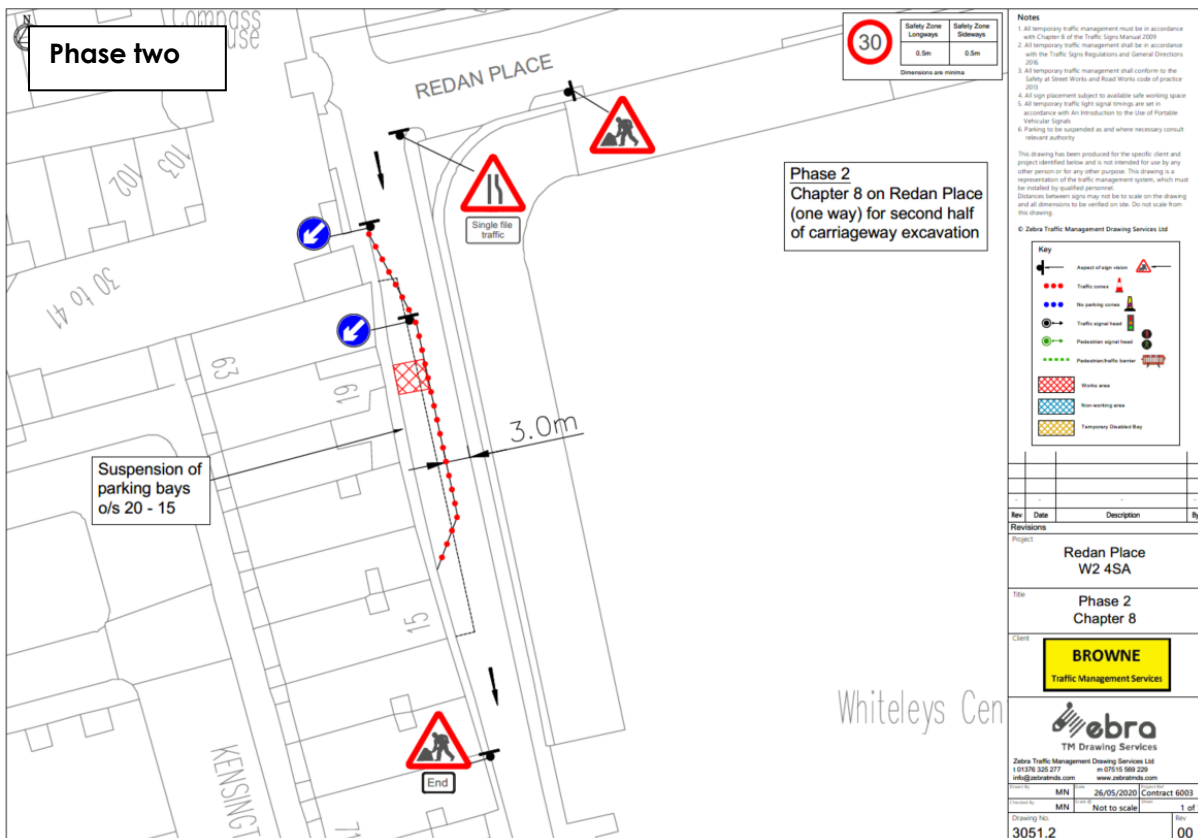 Compass
Phase two
N
REDAN PLACE
30
Safety Zone Longways
Safety Zone Sideways
0.5m
0.5m
Dimensions are minima
103
102
Single file
traffic
Phase 2
Chapter 8 on Redan Place
(one way) for second half
of carriageway excavation
30 to 41
63
19
3.0m
Suspension of
parking bays
o/s 20 - 15
15
Whiteleys Cen
KENSINGT
71
End
Notes
1. All temporary traffic management must be in accordance
with Chapter 8 of the Traffic Signs Manual 2009
2. All temporary traffic management shall be in accordance
with the Traffic Signs Regulations and General Directions
2016
3. All temporary traffic management shall conform to the
Safety at Street Works and Road Works code of practice
2013
4. All sign placement subject to available safe working space
5. All temporary traffic light signal timings are set in
accordance with An Introduction to the Use of Portable
Vehicular Signals
6. Parking to be suspended as and where necessary consult
relevant authority
This drawing has been produced for the specific client and
project identified below and is not intended for use by any
other person or for any other purpose. This drawing is a
representation of the traffic management system, which must
be installed by qualified personnel.
Distances between signs may not be to scale on the drawing
and all dimensions to be verified on site. Do not scale from
this drawing.
© Zebra Traffic Management Drawing Services Ltd
Key
Aspect of sign vision
Traffic cones
No parking cones
Traffic signal head
Pedestrian signal head
Pedestrian/traffic barrier
Works area
Non-working area
Temporary Disabled Bay
- - - -
Rev Date Description By
Revisions
Project
Redan Place
W2 4SA
Title
Phase 2
Chapter 8
Client
BROWNE
Traffic Management Services
Zebra
TM Drawing Services
Zebra Traffic Management Drawing Services Ltd
t 01376 325 277 m 07515 569 229
info@zebratmds.com www.zebratmds.com
Drawn By MN Date 26/05/2020 Contract 6003
Checked By MN Not to scale Sheet 1 of
Drawing No. Rev
3051.2 00